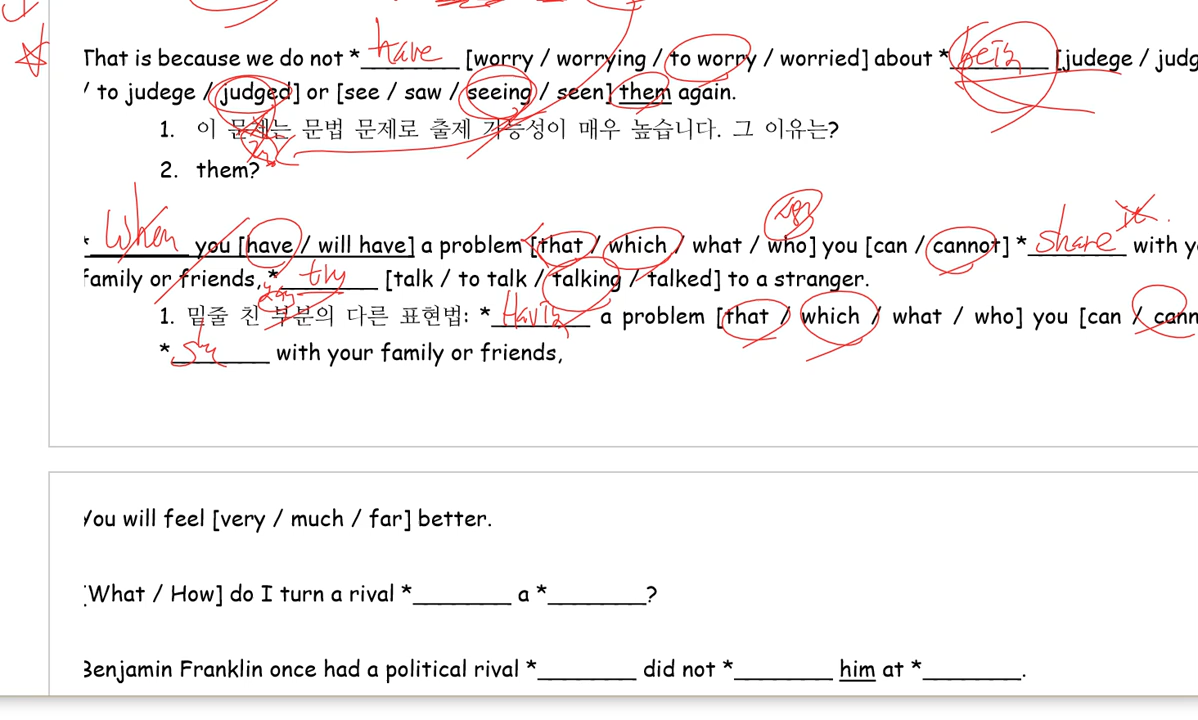 That is because we do not * have [worry / worrying / to worry / worried] about * [judege / judg
/ to judege / judged] or [see / saw / seeing / seen] them again.
1. 이 문제는 문법 문제로 출제 가능성이 매우 높습니다. 그 이유는?
2. them?
* When you [have / will have] a problem [that / which / what / who] you [can / cannot] * share it with y
family or friends, * try [talk / to talk / talking / talked] to a stranger.
1. 밑줄 친 부분의 다른 표현법: * a problem [that / which / what / who] you [can / cann
* with your family or friends,
You will feel [very / much / far] better.
[What / How] do I turn a rival *________ a *________?
Benjamin Franklin once had a political rival *________ did not *________ him at *________.